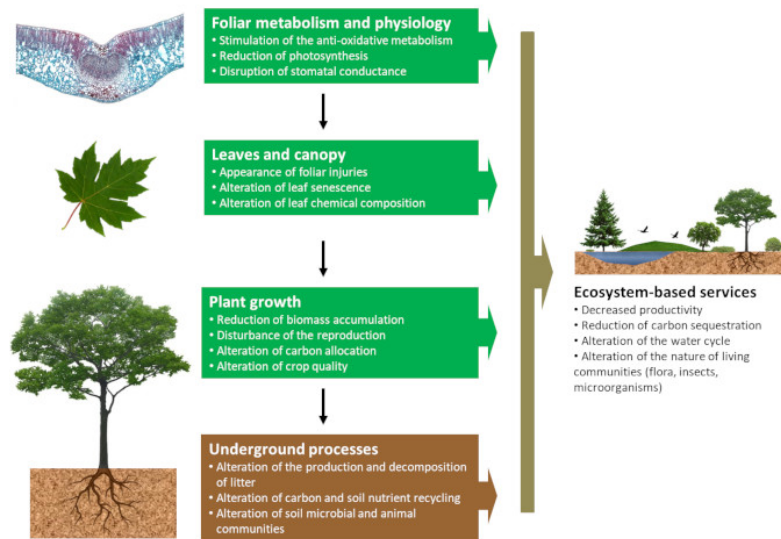 Foliar metabolism and physiology
• Stimulation of the anti-oxidative metabolism
• Reduction of photosynthesis
• Disruption of stomatal conductance
Leaves and canopy
• Appearance of foliar injuries
• Alteration of leaf senescence
• Alteration of leaf chemical composition
Plant growth
• Reduction of biomass accumulation
• Disturbance of the reproduction
• Alteration of carbon allocation
• Alteration of crop quality
Underground processes
• Alteration of the production and decomposition
of litter
• Alteration of carbon and soil nutrient recycling
• Alteration of soil microbial and animal
communities
Ecosystem-based services
• Decreased productivity
• Reduction of carbon sequestration
• Alteration of the water cycle
• Alteration of the nature of living
communities (flora, insects,
microorganisms)